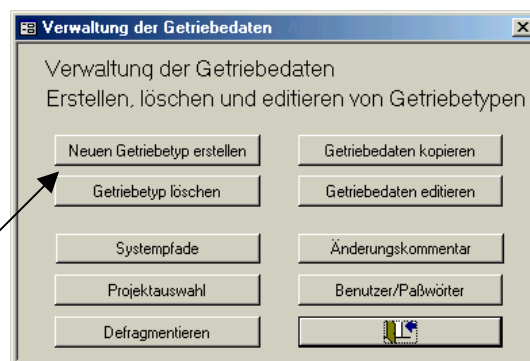 Verwaltung der Getriebedaten
Verwaltung der Getriebedaten
Erstellen, löschen und editieren von Getriebetypen
Neuen Getriebetyp erstellen
Getriebedaten kopieren
Getriebetyp löschen
Getriebedaten editieren
Systempfade
Änderungskommentar
Projektauswahl
Benutzer/Paßwörter
Defragmentieren